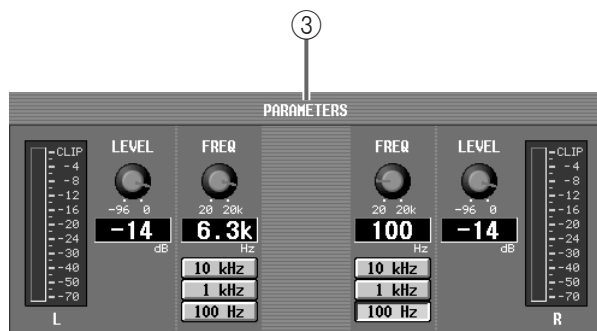 ③
PARAMETERS
CLIP
-4
-8
-12
-16
-20
-24
-30
-40
-50
-70
L
LEVEL
-96 0
-14
dB
FREQ
20 20k
6.3k
Hz
10 kHz
1 kHz
100 Hz
FREQ
20 20k
100
Hz
10 kHz
1 kHz
100 Hz
LEVEL
-96 0
-14
dB
CLIP
-4
-8
-12
-16
-20
-24
-30
-40
-50
-70
R